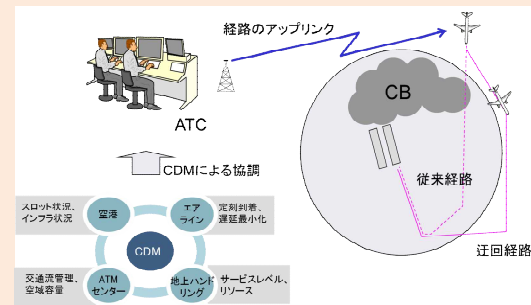 経路のアップリンク
ATC
CB
CDMによる協調
従来経路
迂回経路
スロット状況、
インフラ状況
空港
エア
ライン
定刻到着、
遅延最小化
CDM
交通流管理、
空域容量
ATM
センター
地上ハンド
リング
サービスレベル、
リソース